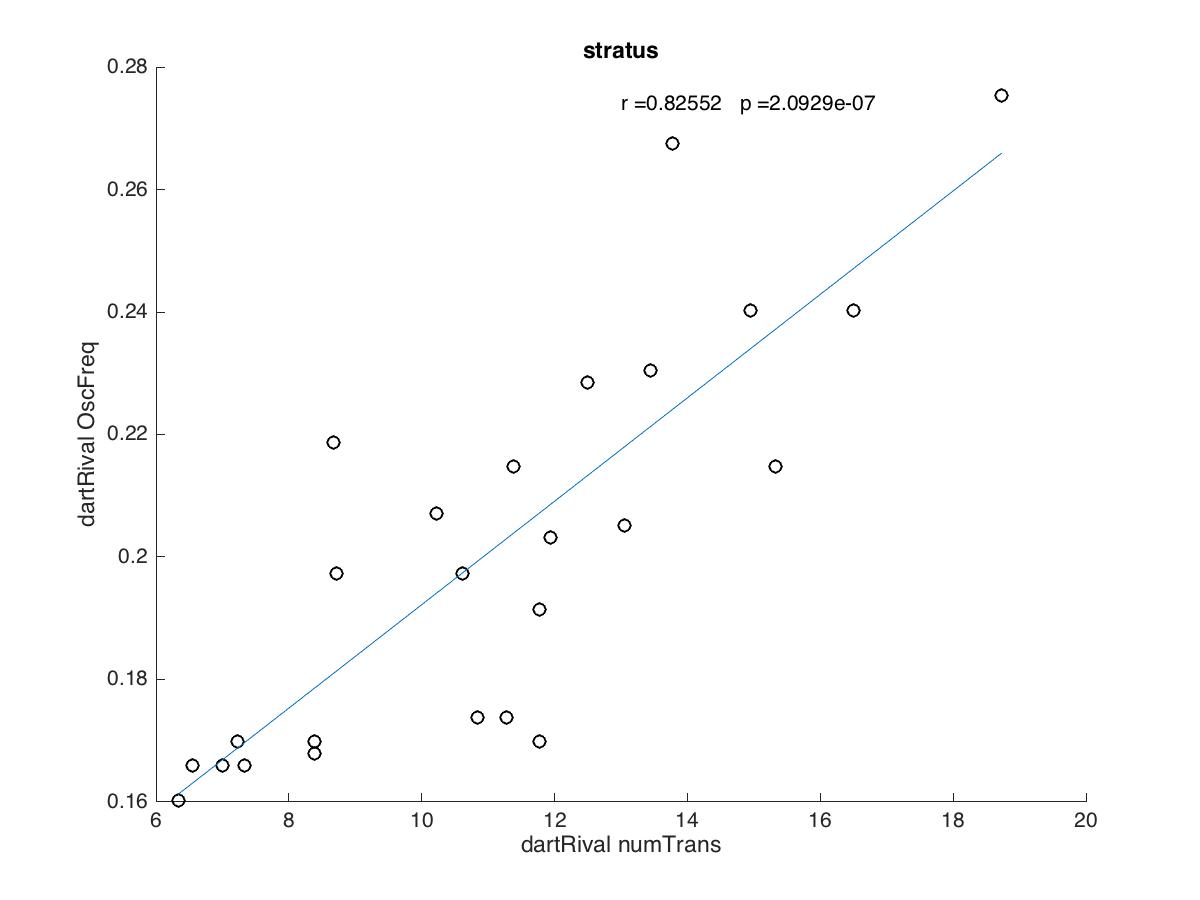 stratus
r =0.82552 p =2.0929e-07
0.28
0.26
0.24
0.22
0.2
0.18
0.16
dartRival OscFreq
6 8 10 12 14 16 18 20
dartRival numTrans